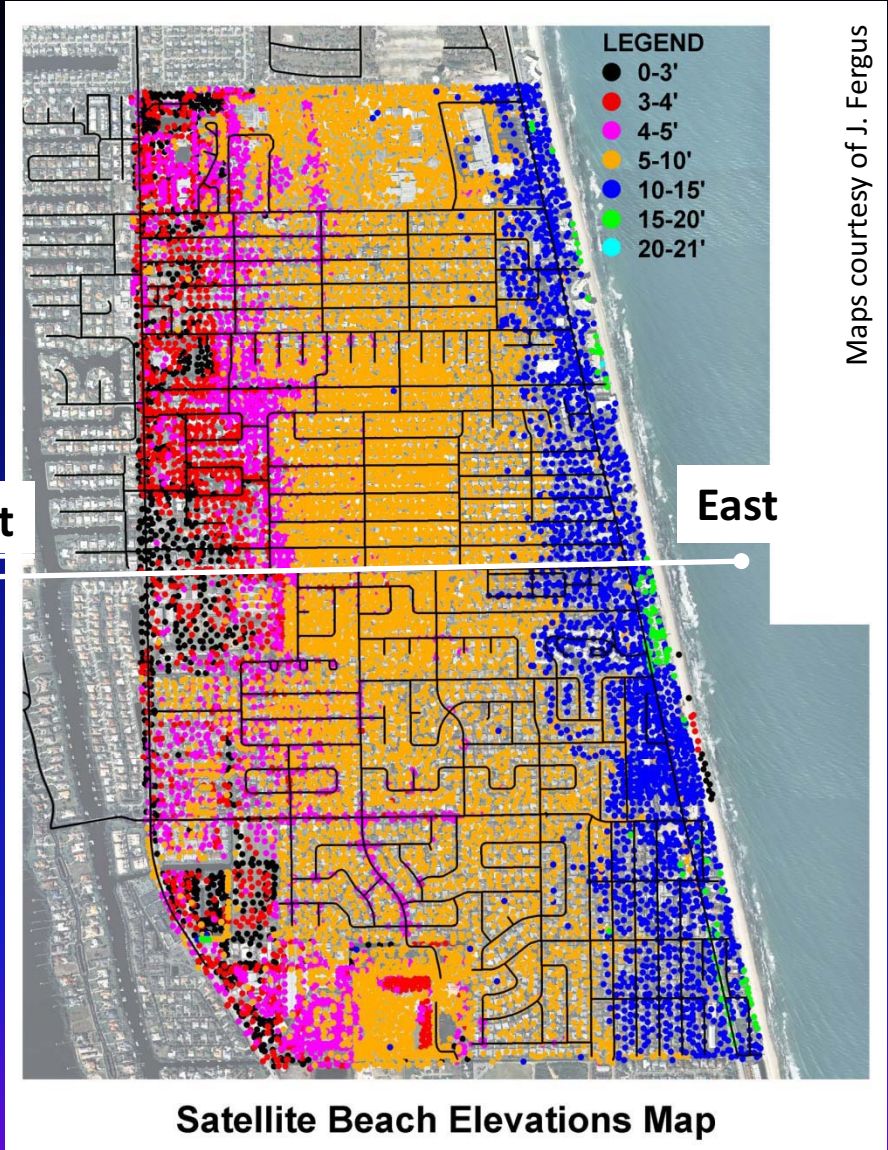 LEGEND
0-3'
3-4'
4-5'
5-10'
10-15'
15-20'
20-21'
Maps courtesy of J. Fergus
t
East
Satellite Beach Elevations Map